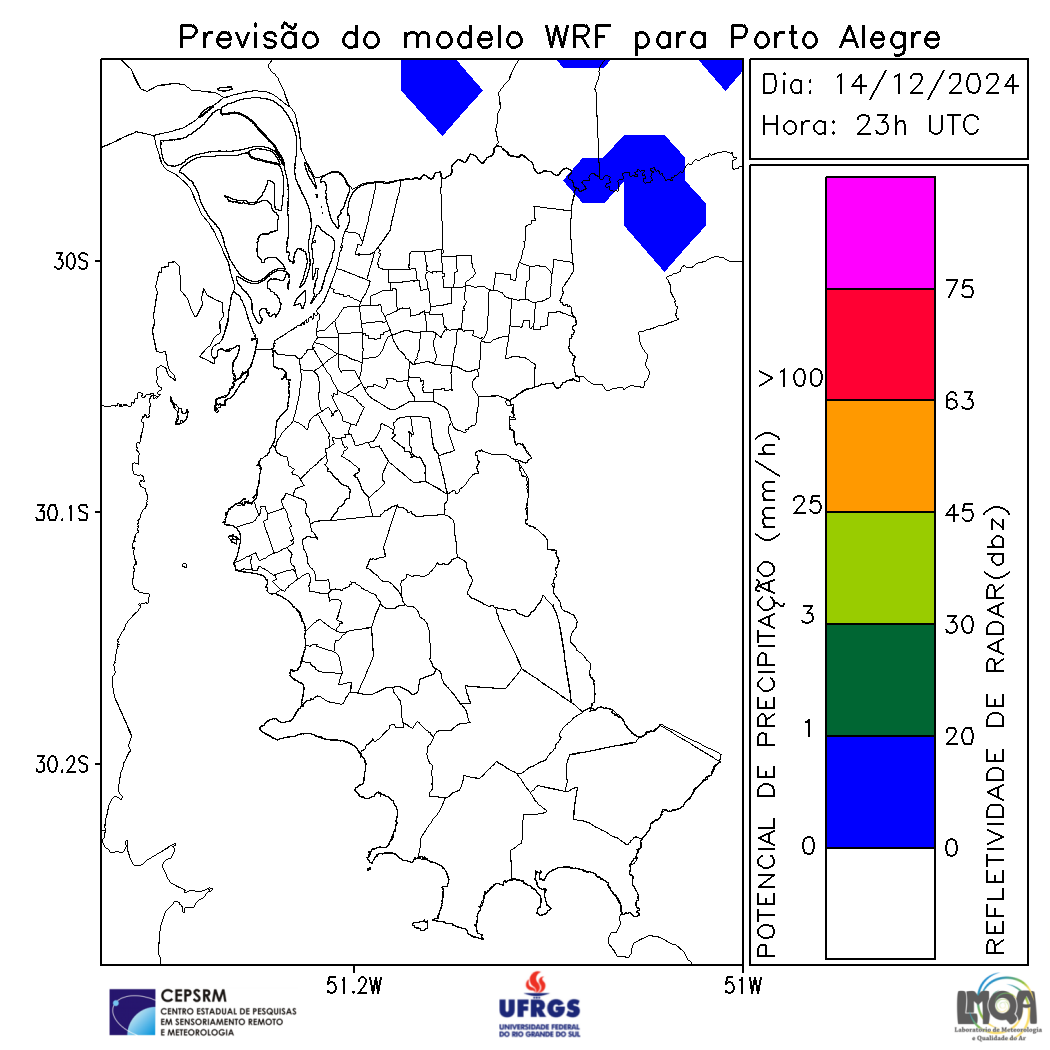 Previsão do modelo WRF para Porto Alegre
Dia: 14/12/2024
Hora: 23h UTC
30S
30.1S
30.2S
51.2W
51W
POTENCIAL DE PRECIPITAÇÃO (mm/h)
>100
25
3
1
0
75
63
45
30
20
0
REFLETIVIDADE DE RADAR(dbz)
CEPSRM
CENTRO ESTADUAL DE PESQUISAS
EM SENSORIAMENTO REMOTO
E METEOROLOGIA
UFRGS
UNIVERSIDADE FEDERAL
DO RIO GRANDE DO SUL
LMQA
Laboratório de Meteorologia
e Qualidade do Ar